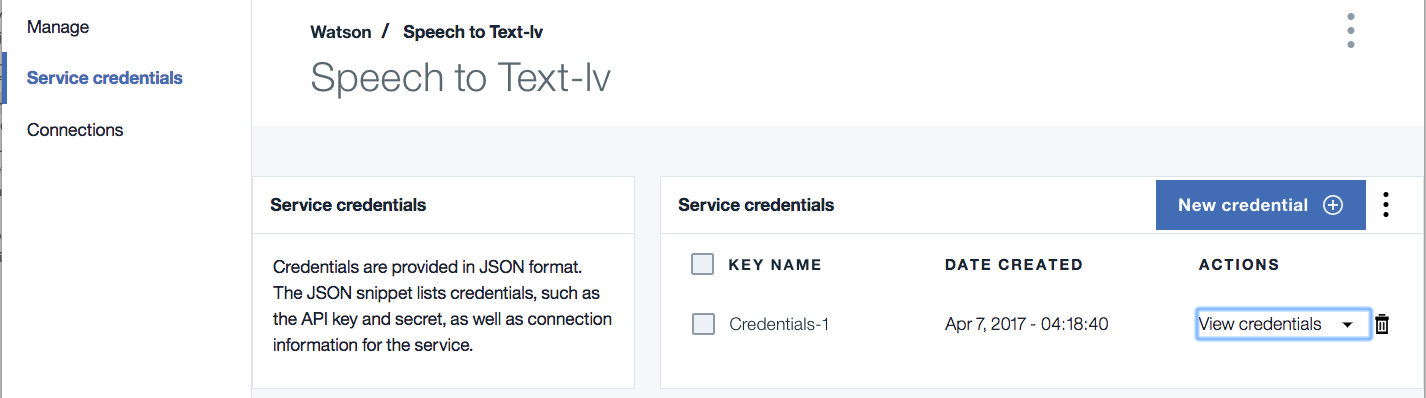 Manage
Service credentials
Connections
Watson / Speech to Text-lv
Speech to Text-lv
Service credentials
Credentials are provided in JSON format.
The JSON snippet lists credentials, such as
the API key and secret, as well as connection
information for the service.
Service credentials
New credential
KEY NAME DATE CREATED ACTIONS
Credentials-1 Apr 7, 2017 - 04:18:40 View credentials